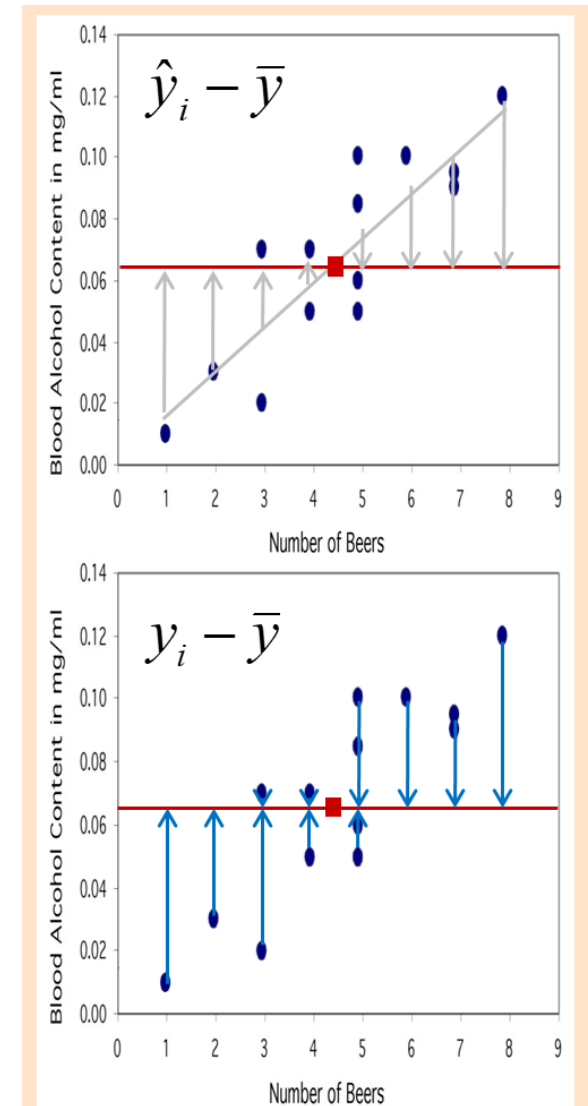 0.14
0.12
0.10
0.08
0.06
0.04
0.02
0.00
Blood Alcohol Content in mg/ml
ŷᵢ − ȳ
0 1 2 3 4 5 6 7 8 9
Number of Beers
0.14
0.12
0.10
0.08
0.06
0.04
0.02
0.00
Blood Alcohol Content in mg/ml
yᵢ − ȳ
0 1 2 3 4 5 6 7 8 9
Number of Beers